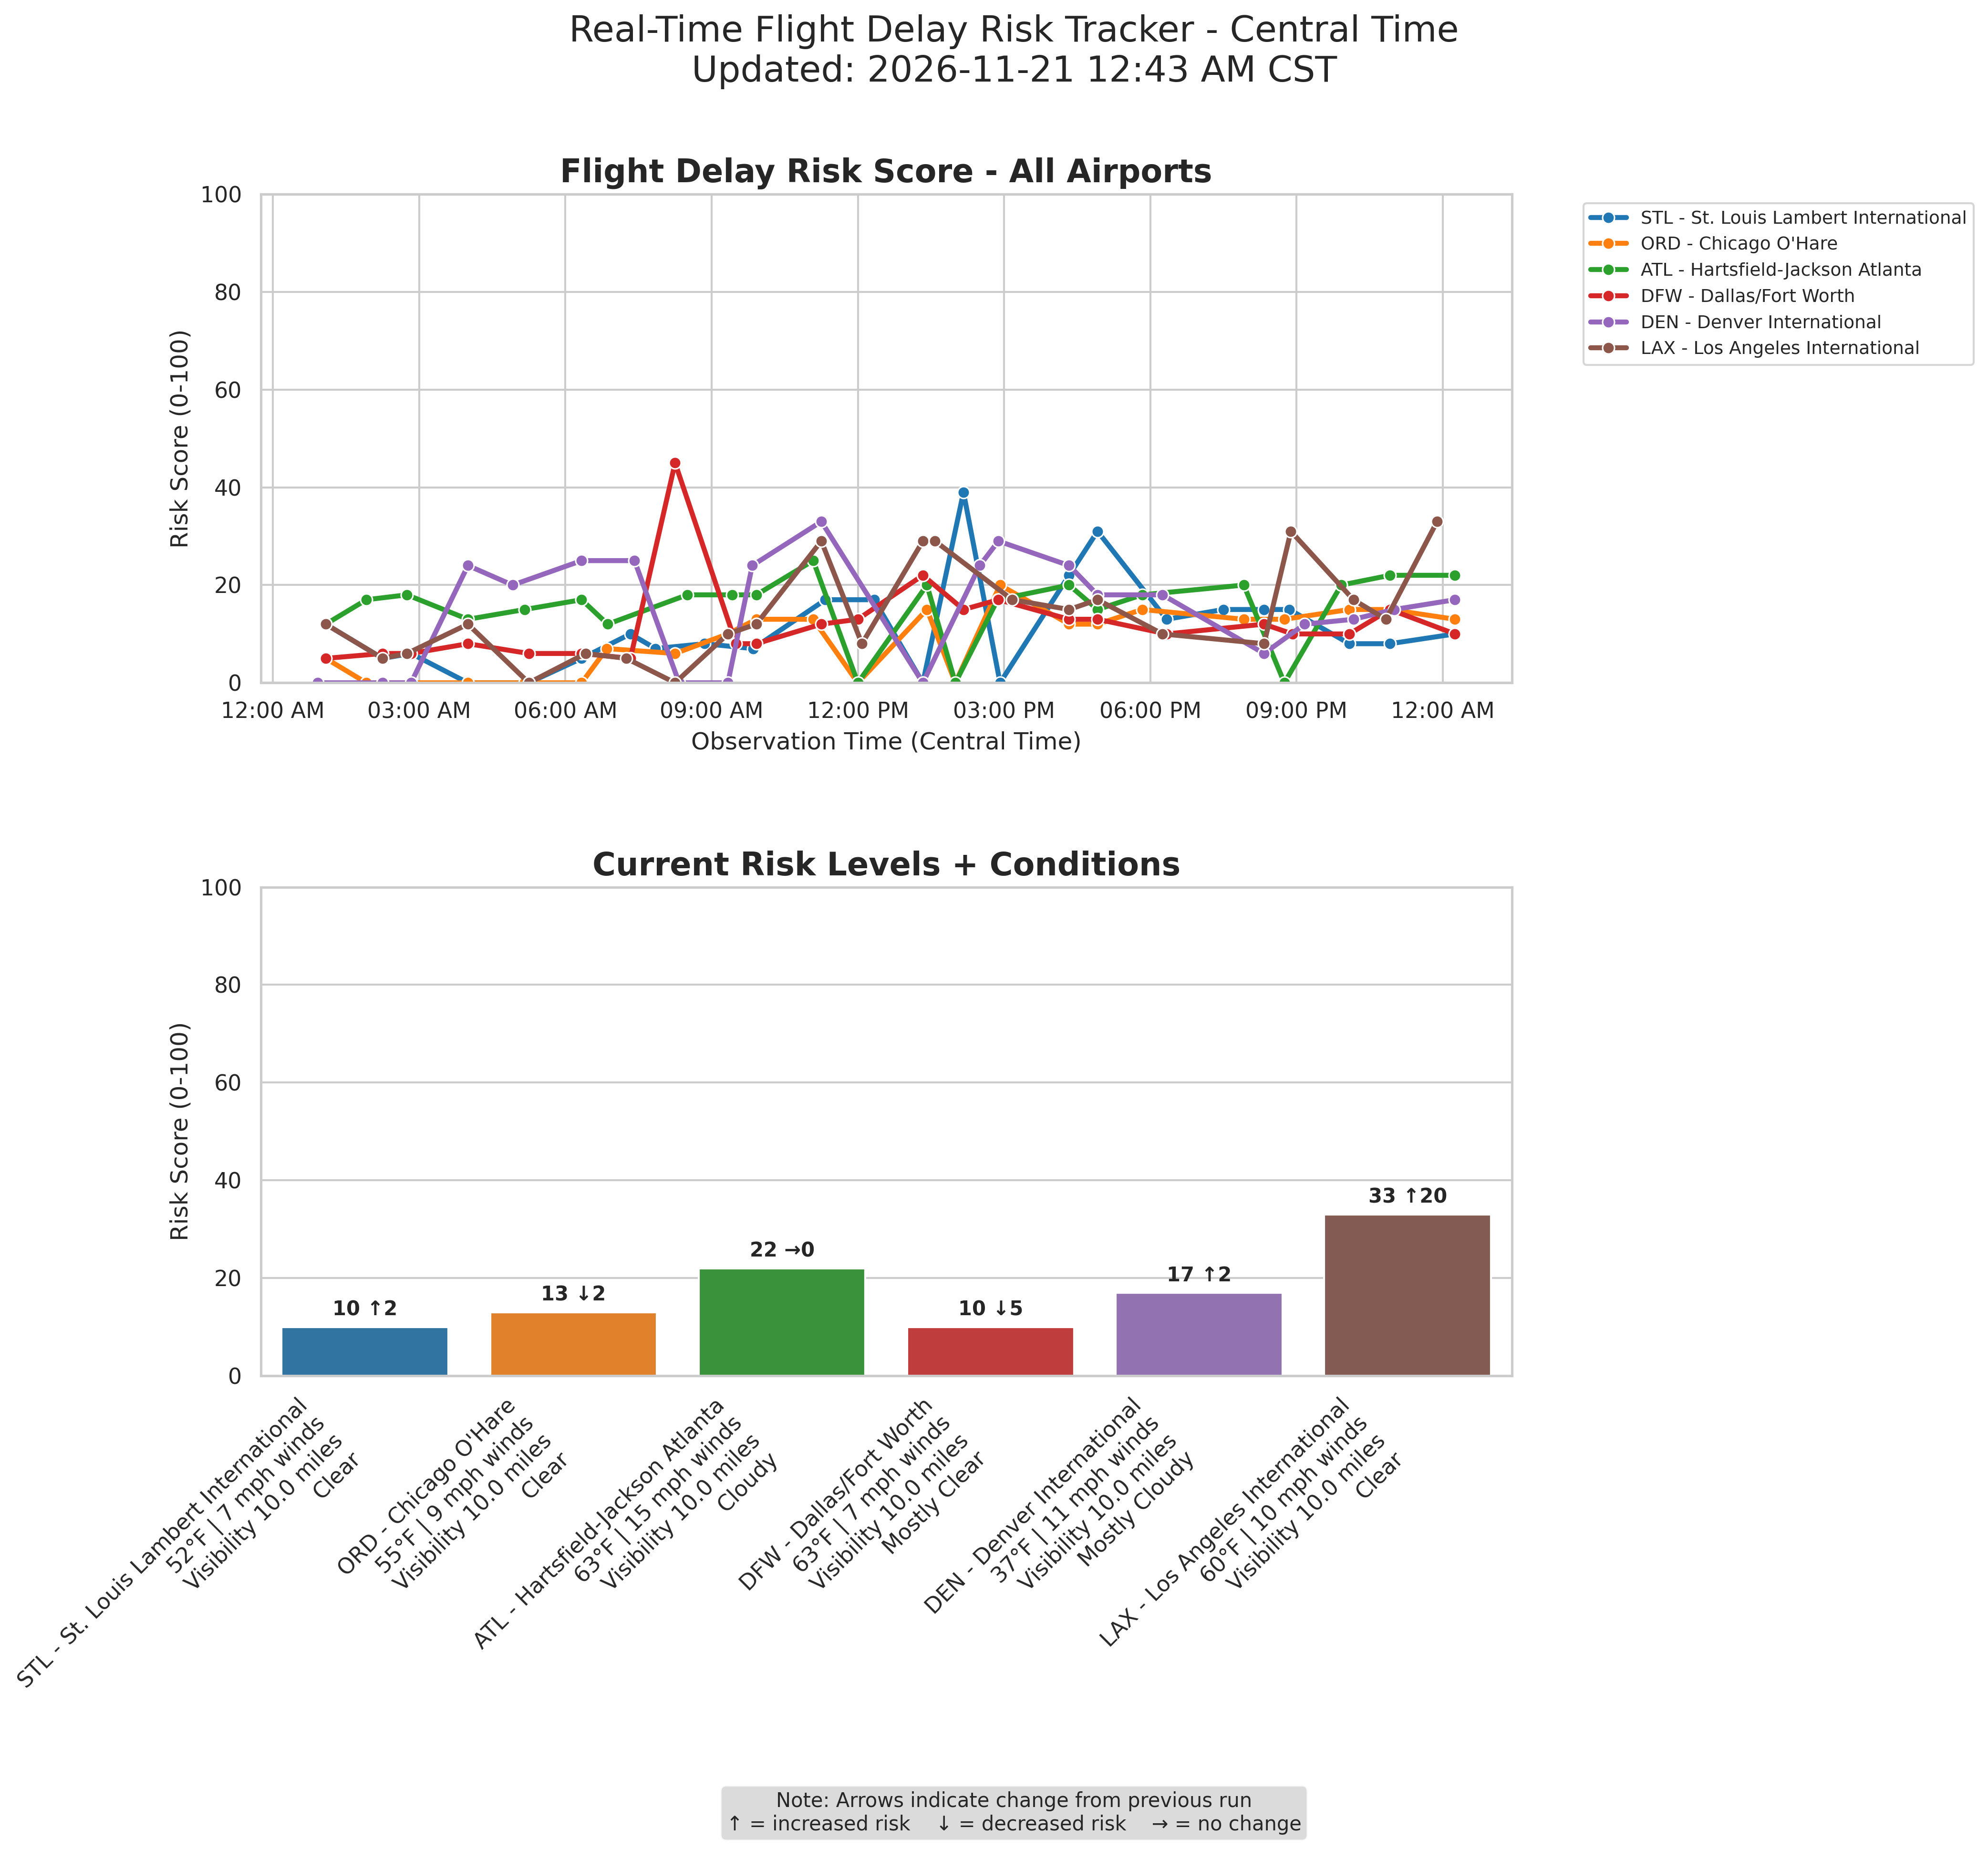 Real-Time Flight Delay Risk Tracker - Central Time
Updated: 2026-11-21 12:43 AM CST
Flight Delay Risk Score - All Airports
Risk Score (0-100)
100
80
60
40
20
0
12:00 AM
03:00 AM
06:00 AM
09:00 AM
12:00 PM
03:00 PM
06:00 PM
09:00 PM
12:00 AM
Observation Time (Central Time)
STL - St. Louis Lambert International
ORD - Chicago O'Hare
ATL - Hartsfield-Jackson Atlanta
DFW - Dallas/Fort Worth
DEN - Denver International
LAX - Los Angeles International
Current Risk Levels + Conditions
Risk Score (0-100)
100
80
60
40
20
0
10 ↑2
13 ↓2
22 →0
10 ↓5
17 ↑2
33 ↑20
STL - St. Louis Lambert International
52°F | 7 mph winds
Visibility 10.0 miles
Clear
ORD - Chicago O'Hare
55°F | 9 mph winds
Visibility 10.0 miles
Clear
ATL - Hartsfield-Jackson Atlanta
63°F | 15 mph winds
Visibility 10.0 miles
Cloudy
DFW - Dallas/Fort Worth
63°F | 7 mph winds
Visibility 10.0 miles
Mostly Clear
DEN - Denver International
37°F | 11 mph winds
Visibility 10.0 miles
Mostly Cloudy
LAX - Los Angeles International
60°F | 10 mph winds
Visibility 10.0 miles
Clear
Note: Arrows indicate change from previous run
↑ = increased risk ↓ = decreased risk → = no change